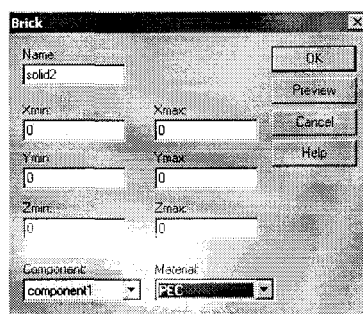 Brick
Name:
solid2
OK
Preview
Xmin: Xmax:
0 0
Cancel
Ymin: Ymax:
Help
0 0
Zmin: Zmax:
0 0
Component: Material:
component1 PEC